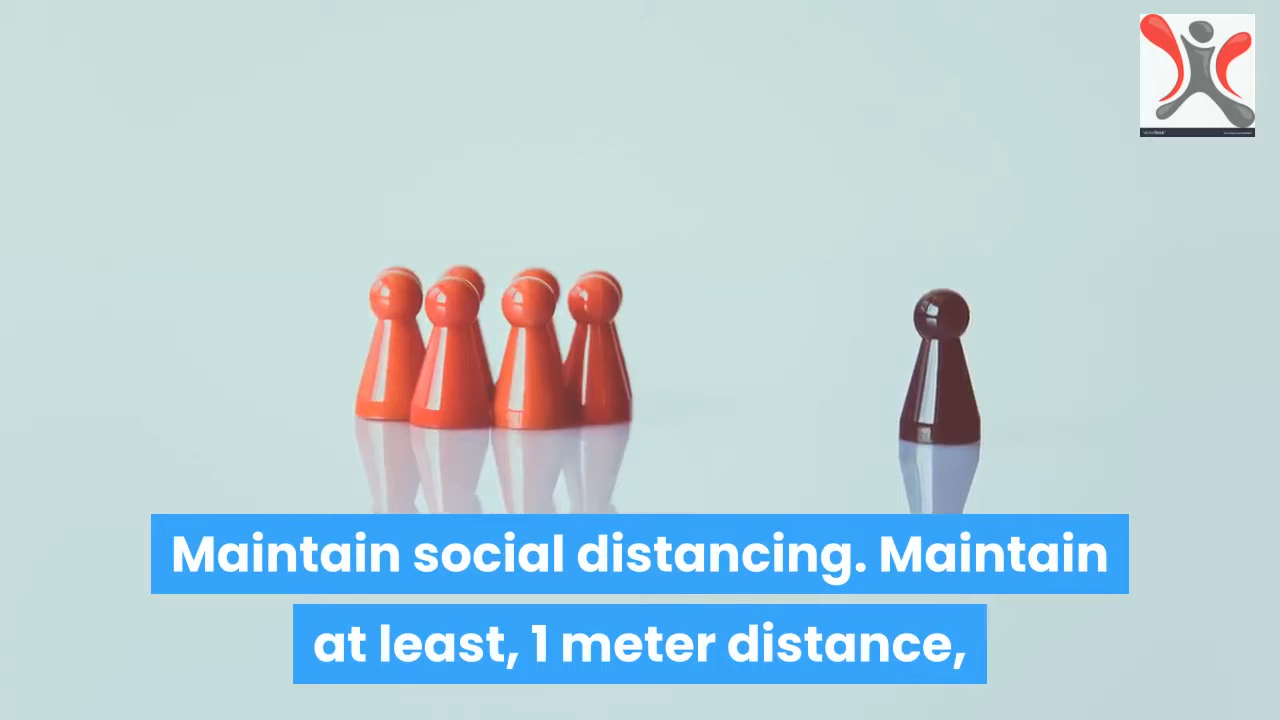 Maintain social distancing. Maintain
at least, 1 meter distance,